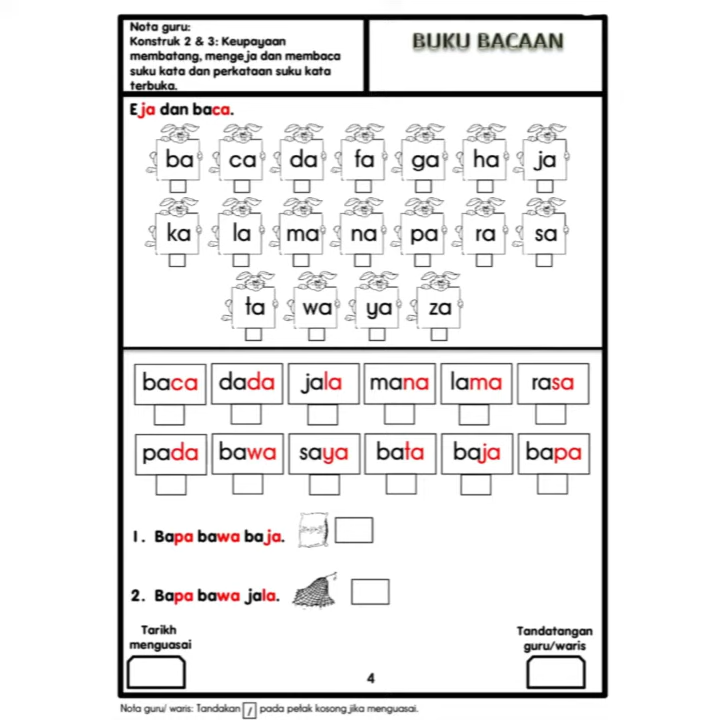 Nota guru:
Konstruk 2 & 3: Keupayaan
membatang, mengeja dan membaca
suku kata dan perkataan suku kata
terbuka.
BUKU BACAAN
Eja dan baca.
ba ca da fa ga ha ja
ka la ma na pa ra sa
ta wa ya za
baca dada jala mana lama rasa
pada bawa saya bata baja bapa
1. Bapa bawa baja.
2. Bapa bawa jala.
Tarikh
menguasai
Tandatangan
guru/waris
4
Nota guru/ waris: Tandakan / pada petak kosong jika menguasai.